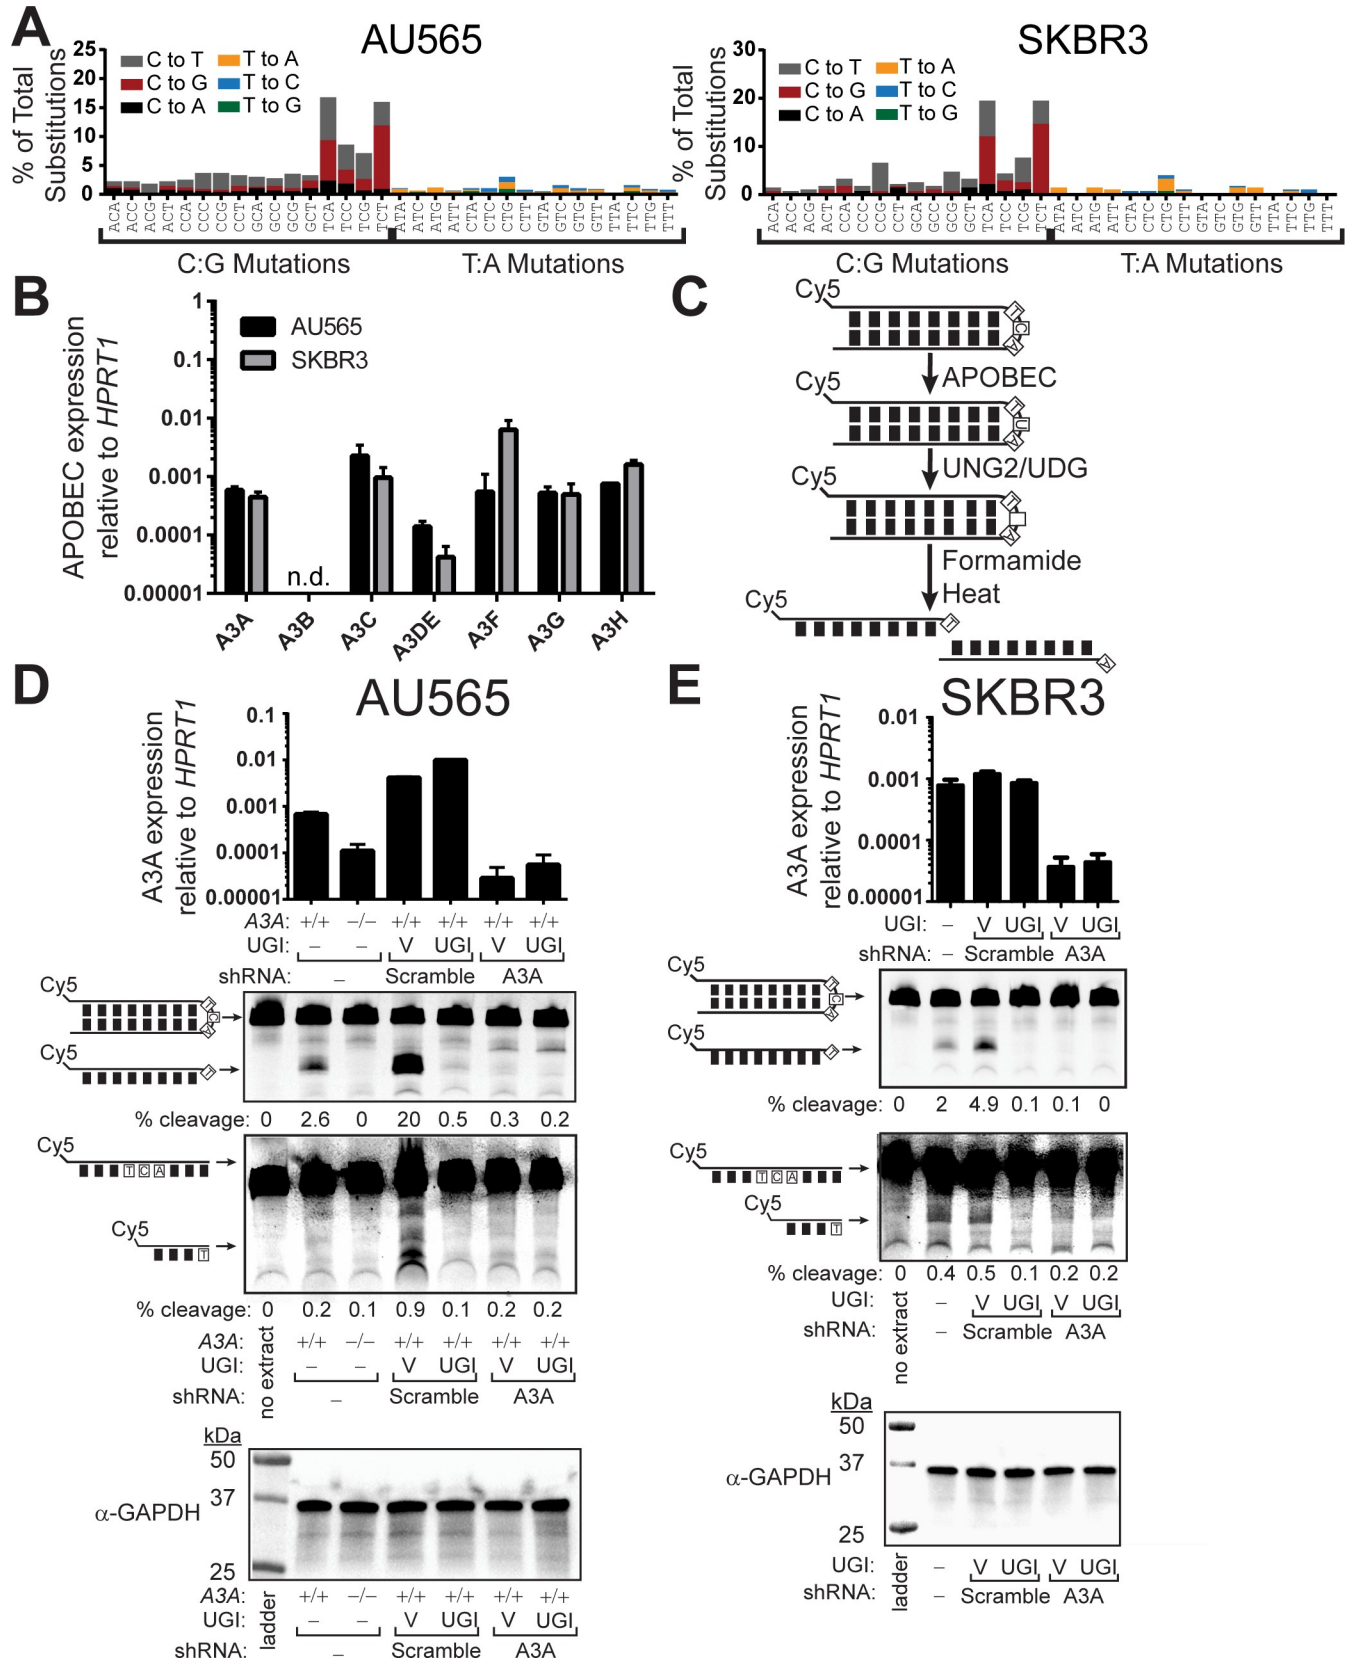 A
AU565
SKBR3
% of Total
Substitutions
25
20
15
10
5
0
C to T
C to G
C to A
T to A
T to C
T to G
ACA ACC ACG ACT CCA CCC CCG CCT GCA GCC GCG GCT TCA TCC TCG TCT ATA ATC ATG ATT CTA CTC CTG CTT GTA GTC GTG GTT TTA TTC TTG TTT
C:G Mutations
T:A Mutations
% of Total
Substitutions
30
20
10
0
C to T
C to G
C to A
T to A
T to C
T to G
ACA ACC ACG ACT CCA CCC CCG CCT GCA GCC GCG GCT TCA TCC TCG TCT ATA ATC ATG ATT CTA CTC CTG CTT GTA GTC GTG GTT TTA TTC TTG TTT
C:G Mutations
T:A Mutations
B
APOBEC expression
relative to HPRT1
1
0.1
0.01
0.001
0.0001
0.00001
AU565
SKBR3
n.d.
A3A A3B A3C A3DE A3F A3G A3H
C
Cy5
T C A
APOBEC
Cy5
T U A
UNG2/UDG
Cy5
T A
Formamide
Heat
Cy5
T
A
D
AU565
A3A expression
relative to HPRT1
0.1
0.01
0.001
0.0001
0.00001
A3A: +/+ −/− +/+ +/+ +/+ +/+
UGI: – – V UGI V UGI
shRNA: – Scramble A3A
Cy5
T C A
Cy5
T
% cleavage: 0 2.6 0 20 0.5 0.3 0.2
Cy5
T C A
Cy5
T
% cleavage: 0 0.2 0.1 0.9 0.1 0.2 0.2
no extract
A3A: +/+ −/− +/+ +/+ +/+ +/+
UGI: – – V UGI V UGI
shRNA: – Scramble A3A
kDa
50
37
25
α-GAPDH
ladder
A3A: +/+ −/− +/+ +/+ +/+ +/+
UGI: – – V UGI V UGI
shRNA: – Scramble A3A
E
SKBR3
A3A expression
relative to HPRT1
0.01
0.001
0.0001
0.00001
UGI: – V UGI V UGI
shRNA: – Scramble A3A
Cy5
T C A
Cy5
T
% cleavage: 0 2 4.9 0.1 0.1 0
Cy5
T C A
Cy5
T
% cleavage: 0 0.4 0.5 0.1 0.2 0.2
no extract
UGI: – V UGI V UGI
shRNA: – Scramble A3A
kDa
50
37
25
α-GAPDH
ladder
UGI: – V UGI V UGI
shRNA: – Scramble A3A